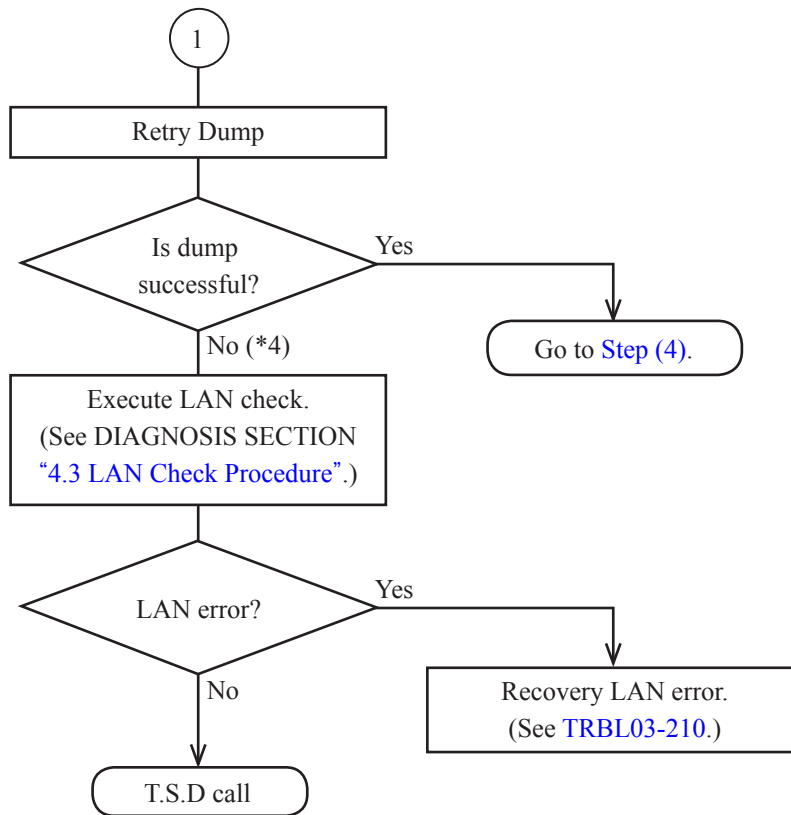 1
Retry Dump
Is dump
successful?
Yes
No (*4)
Go to Step (4).
Execute LAN check.
(See DIAGNOSIS SECTION
“4.3 LAN Check Procedure”.)
LAN error?
Yes
No
Recovery LAN error.
(See TRBL03-210.)
T.S.D call